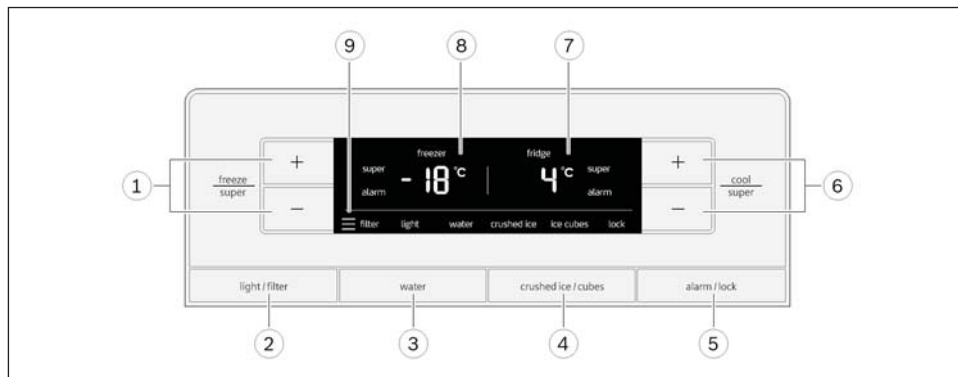 9 8 7
freezer fridge
+ super -18 °C 4 °C super +
1 freeze alarm alarm cool 6
super super
− −
filter light water crushed ice ice cubes lock
light / filter water crushed ice / cubes alarm / lock
2 3 4 5